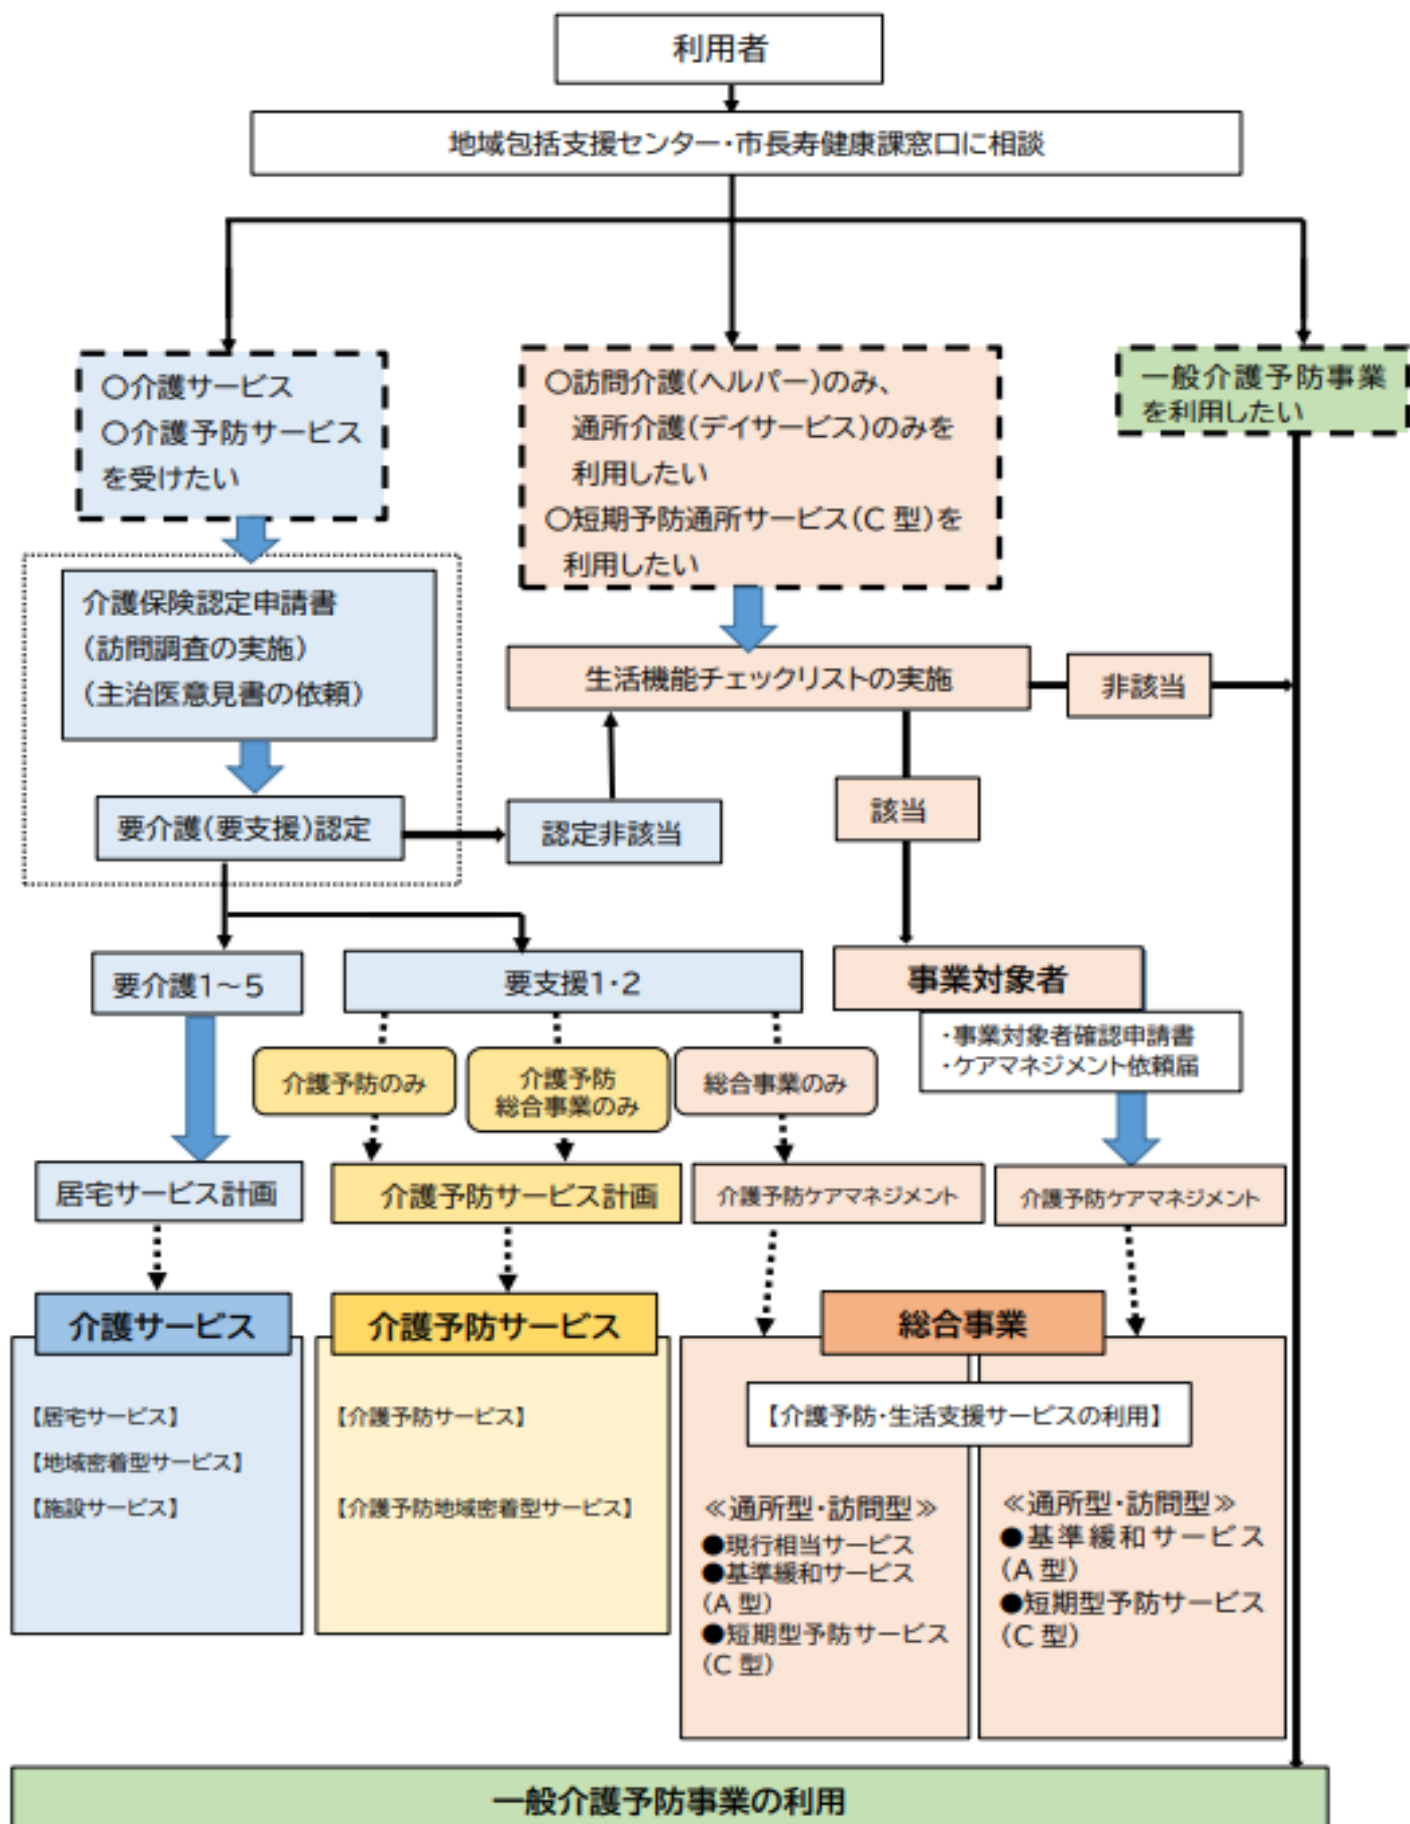 利用者
地域包括支援センター・市長寿健康課窓口に相談
○介護サービス
○介護予防サービス
を受けたい
○訪問介護(ヘルパー)のみ、
通所介護(デイサービス)のみを
利用したい
○短期予防通所サービス(C 型)を
利用したい
一般介護予防事業
を利用したい
介護保険認定申請書
(訪問調査の実施)
(主治医意見書の依頼)
生活機能チェックリストの実施
非該当
該当
要介護(要支援)認定
認定非該当
要介護1~5
要支援1・2
事業対象者
・事業対象者確認申請書
・ケアマネジメント依頼届
介護予防のみ
介護予防
総合事業のみ
総合事業のみ
居宅サービス計画
介護予防サービス計画
介護予防ケアマネジメント
介護予防ケアマネジメント
介護サービス
【居宅サービス】
【地域密着型サービス】
【施設サービス】
介護予防サービス
【介護予防サービス】
【介護予防地域密着型サービス】
総合事業
【介護予防・生活支援サービスの利用】
≪通所型・訪問型≫
●現行相当サービス
●基準緩和サービス
(A 型)
●短期型予防サービス
(C 型)
≪通所型・訪問型≫
●基準緩和サービス
(A 型)
●短期型予防サービス
(C 型)
一般介護予防事業の利用